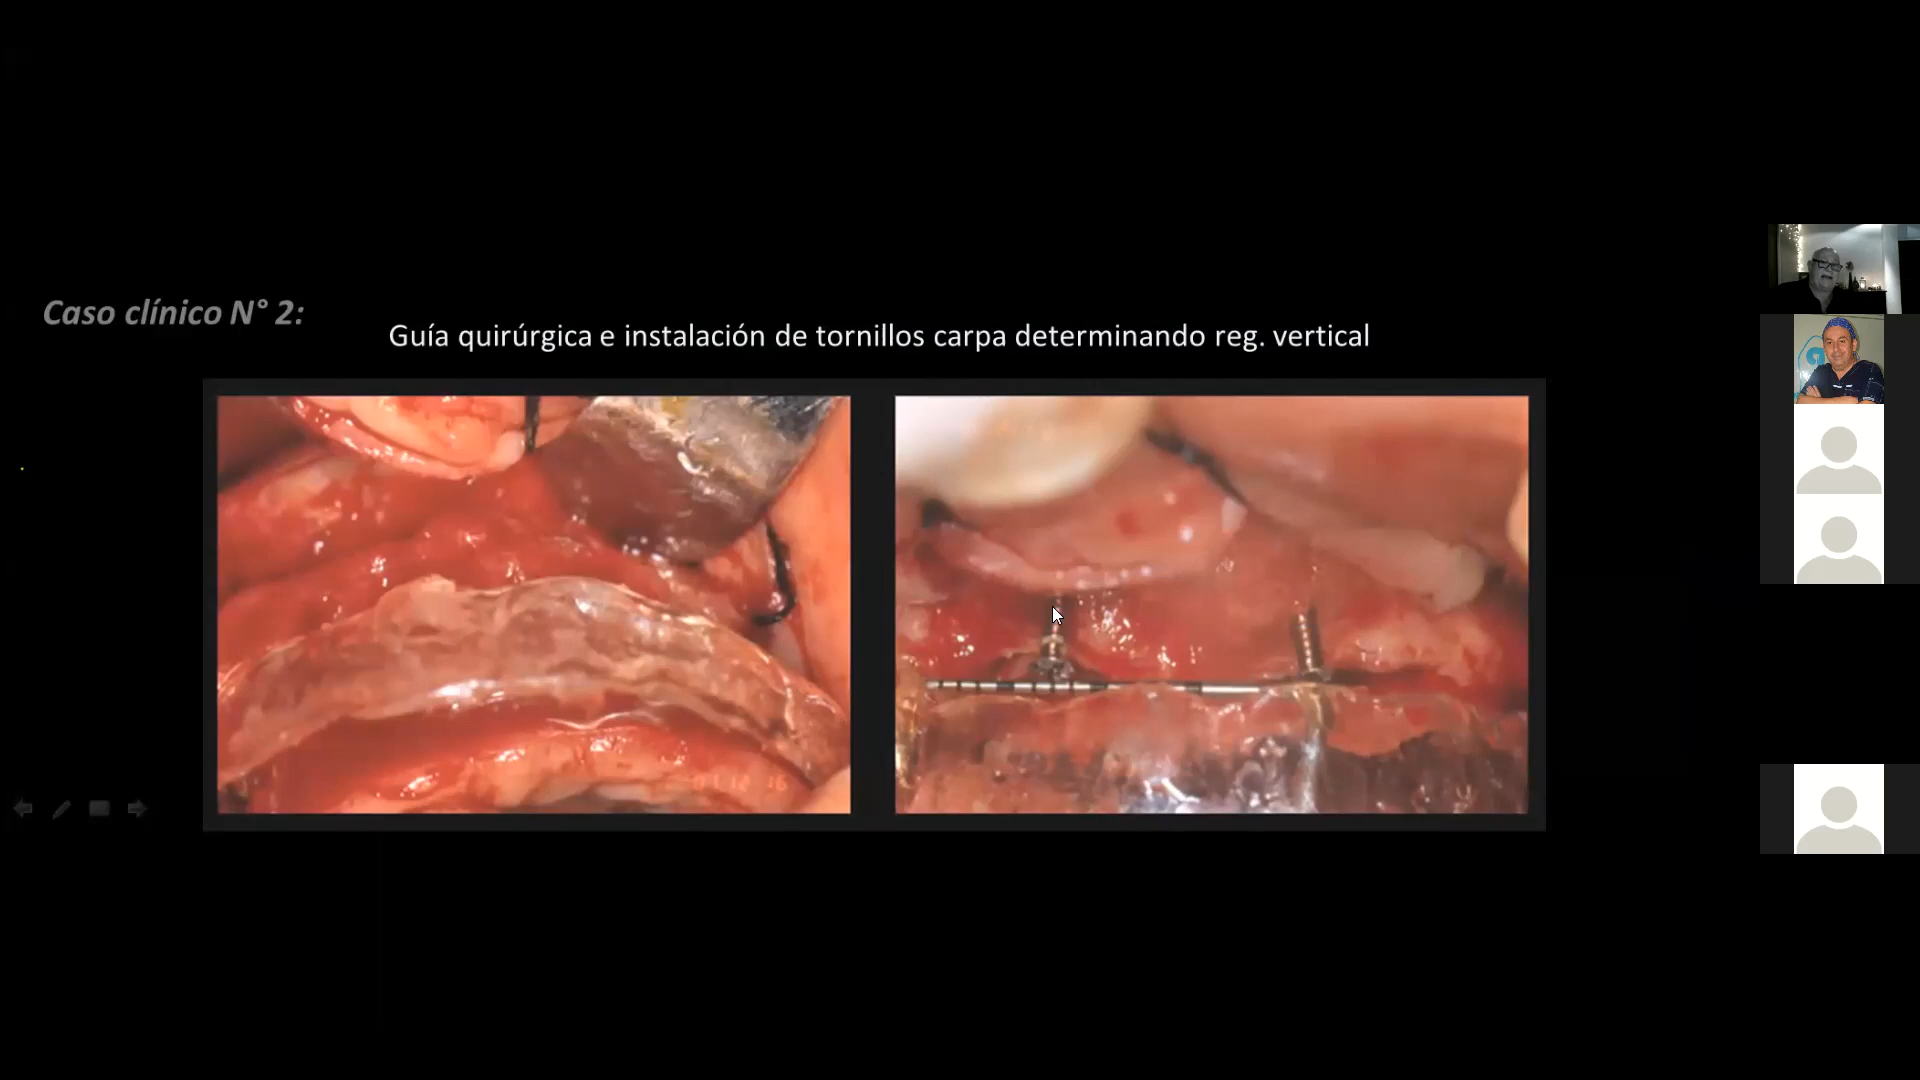 Caso clínico N° 2:
Guía quirúrgica e instalación de tornillos carpa determinando reg. vertical